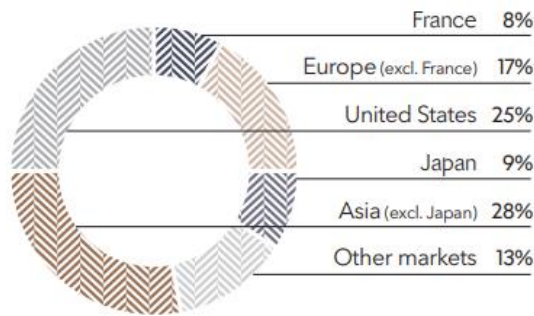 France 8%
Europe (excl. France) 17%
United States 25%
Japan 9%
Asia (excl. Japan) 28%
Other markets 13%